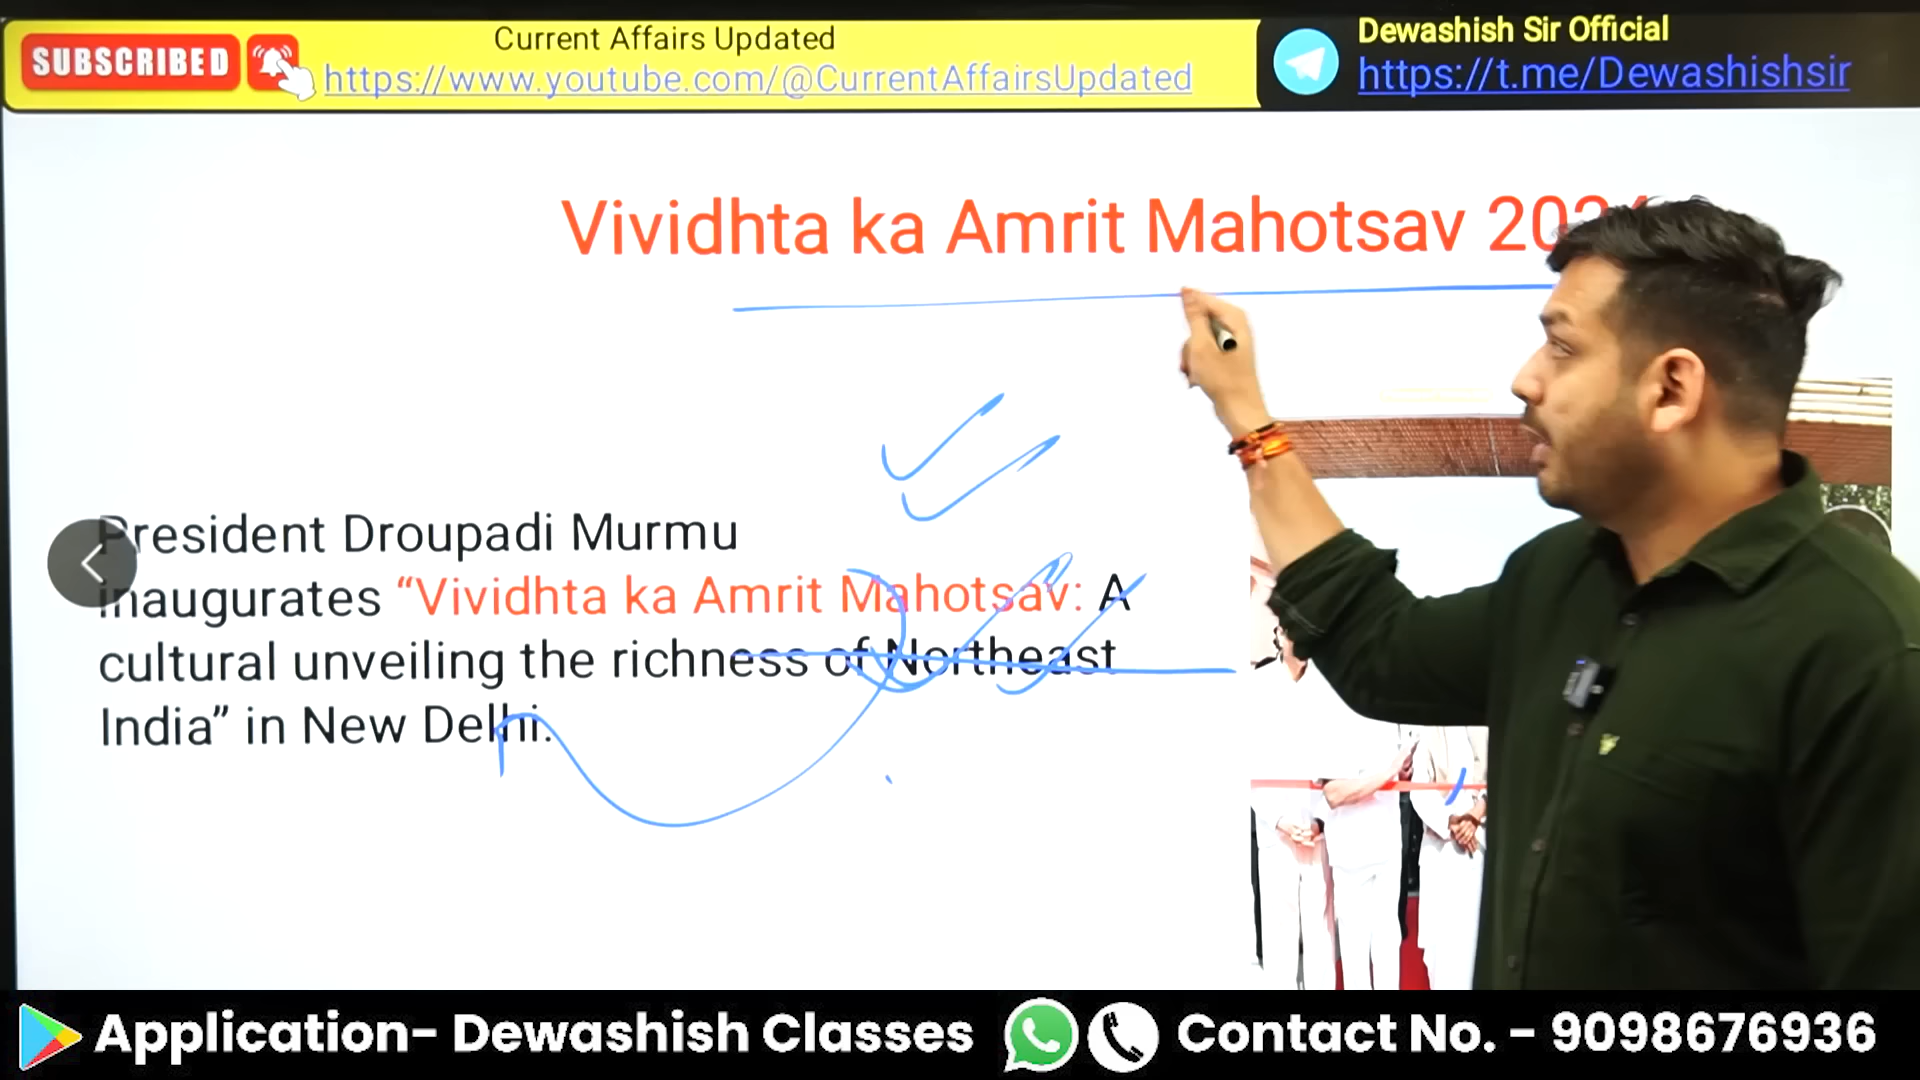 SUBSCRIBED
Current Affairs Updated
https://www.youtube.com/@CurrentAffairsUpdated
Dewashish Sir Official
https://t.me/Dewashishsir
Vividhta ka Amrit Mahotsav 2024
President Droupadi Murmu
inaugurates “Vividhta ka Amrit Mahotsav: A
cultural unveiling the richness of Northeast
India” in New Delhi.
Application- Dewashish Classes
Contact No. - 9098676936